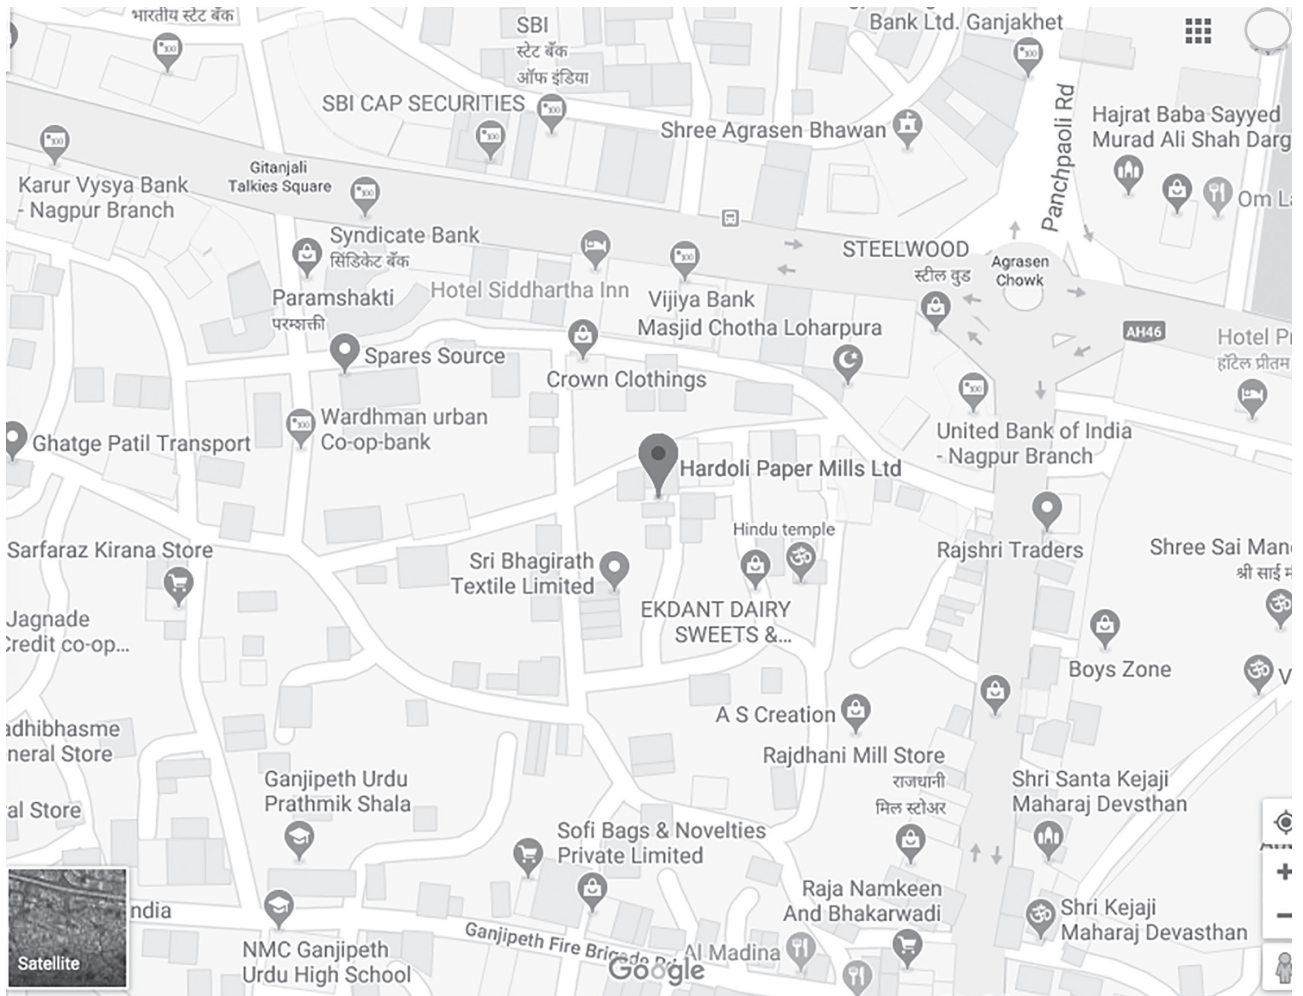 भारतीय स्टेट बैंक
SBI
स्टेट बैंक
ऑफ इंडिया
Bank Ltd. Ganjakhet
SBI CAP SECURITIES
Shree Agrasen Bhawan
Panchpaoli Rd
Hajrat Baba Sayyed
Murad Ali Shah Darg
Om La
Karur Vysya Bank
- Nagpur Branch
Gitanjali
Talkies Square
Syndicate Bank
सिंडिकेट बैंक
Paramshakti
परमशक्ती
Hotel Siddhartha Inn
Vijiya Bank
STEELWOOD
स्टील वुड
Agrasen
Chowk
AH46
Masjid Chotha Loharpura
Hotel Pr
हॉटेल प्रीतम
Spares Source
Crown Clothings
Wardhman urban
Co-op-bank
United Bank of India
- Nagpur Branch
Ghatge Patil Transport
Hardoli Paper Mills Ltd
Hindu temple
Sarfaraz Kirana Store
Sri Bhagirath
Textile Limited
Rajshri Traders
Shree Sai Mand
श्री साई मं
EKDANT DAIRY
SWEETS &...
Jagnade
Credit co-op...
Boys Zone
V
A S Creation
adhibhasme
neral Store
Rajdhani Mill Store
राजधानी
मिल स्टोअर
Ganjipeth Urdu
Prathmik Shala
Shri Santa Kejaji
Maharaj Devsthan
al Store
Sofi Bags & Novelties
Private Limited
Raja Namkeen
And Bhakarwadi
Shri Kejaji
Maharaj Devasthan
ndia
NMC Ganjipeth
Urdu High School
Ganjipeth Fire Brigade Rd
Al Madina
Google
Satellite